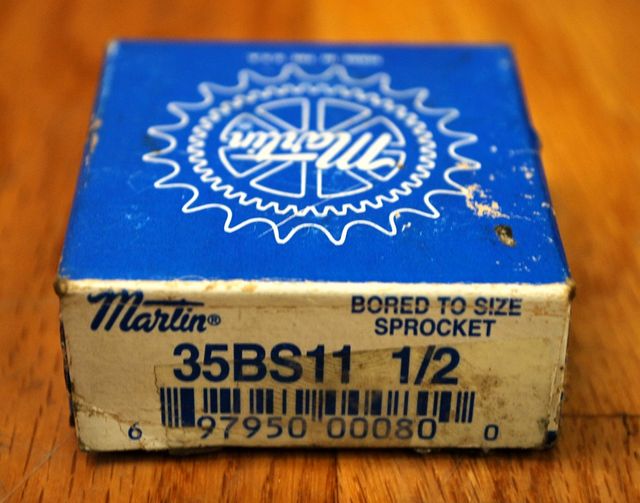 Martin
Martin®
BORED TO SIZE
SPROCKET
35BS11 1/2
6 97950 00080 0